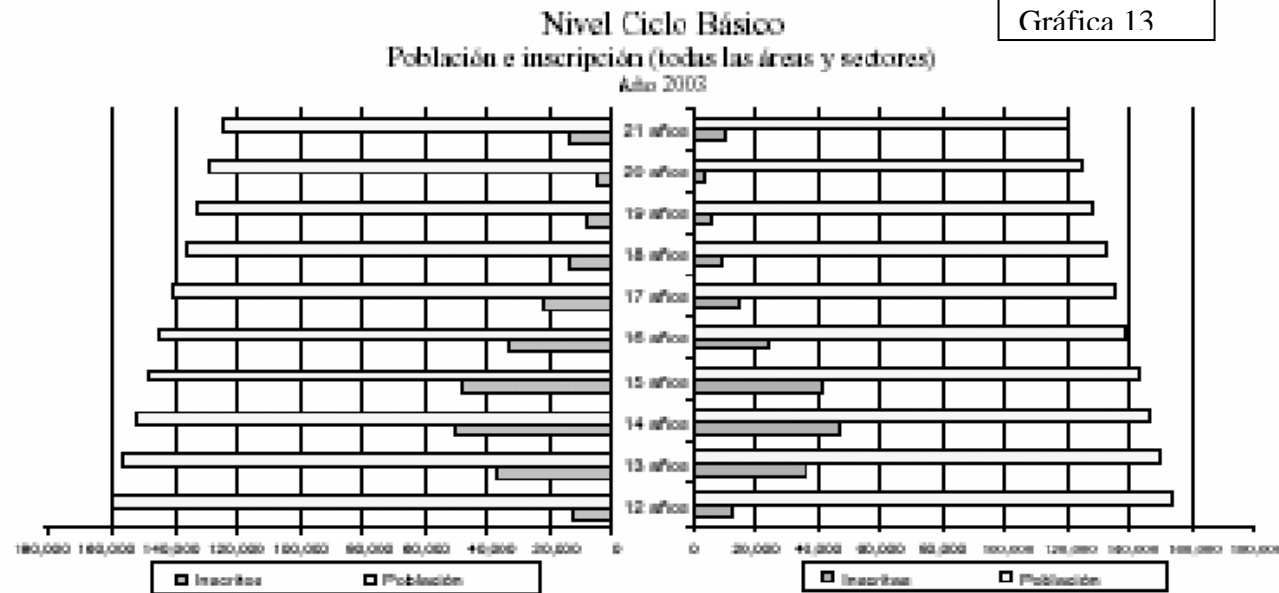 Gráfica 13
Nivel Ciclo Básico
Población e inscripción (todas las áreas y sectores)
Año 2003
21 años
20 años
19 años
18 años
17 años
16 años
15 años
14 años
13 años
12 años
180,000 160,000 140,000 120,000 100,000 80,000 60,000 40,000 20,000 0
0 20,000 40,000 60,000 80,000 100,000 120,000 140,000 160,000 180,000
Inscritos Población
Inscritas Población